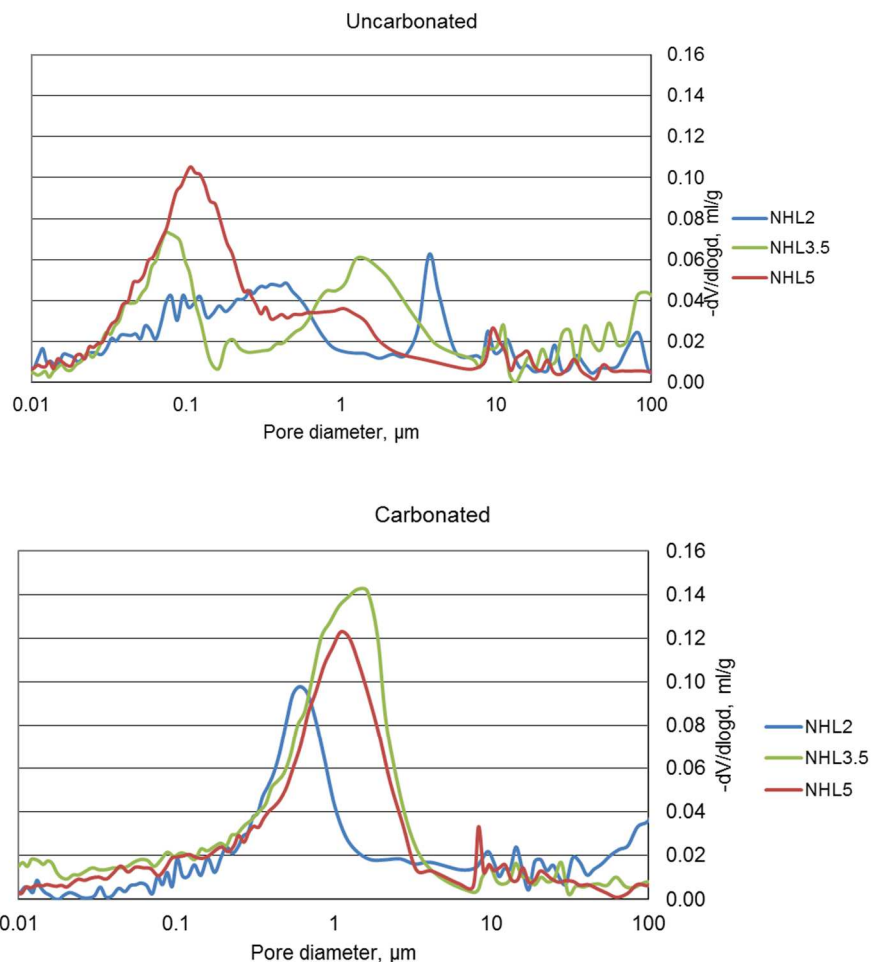 Uncarbonated
0.16
0.14
0.12
0.10
0.08
0.06
0.04
0.02
0.00
-dV/dlogd, ml/g
NHL2
NHL3.5
NHL5
0.01 0.1 1 10 100
Pore diameter, µm
Carbonated
0.16
0.14
0.12
0.10
0.08
0.06
0.04
0.02
0.00
-dV/dlogd, ml/g
NHL2
NHL3.5
NHL5
0.01 0.1 1 10 100
Pore diameter, µm